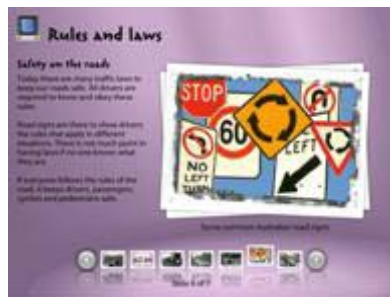 Rules and laws
Safety on the roads
Today there are many traffic laws to
keep our roads safe. All drivers are
required to know and obey these
rules.
Road signs are there to show drivers
the rules that apply in different
situations. There is not much point in
having laws if no one knows what
they are.
If everyone follows the rules of the
road, it keeps drivers, passengers,
cyclists and pedestrians safe.
STOP
60
NO
LEFT
TURN
LEFT
Some common Australian road signs
Slide 6 of 7